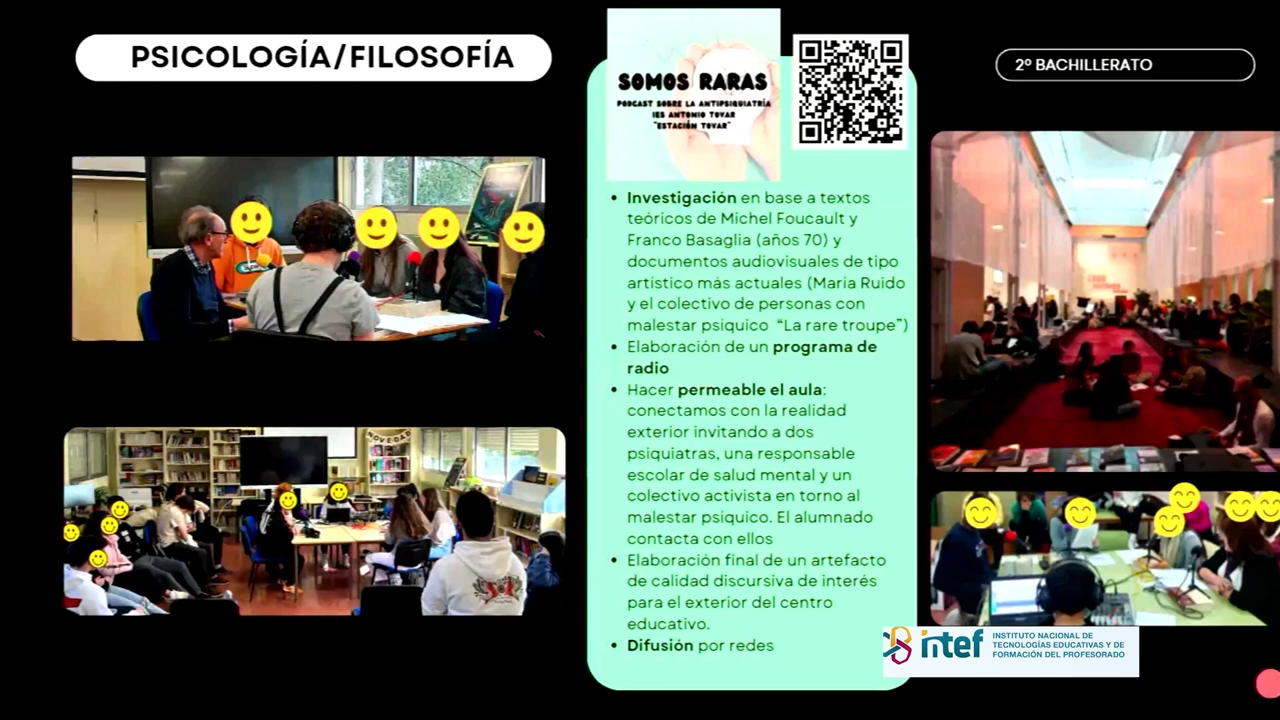 PSICOLOGÍA/FILOSOFÍA
SOMOS RARAS
PODCAST SOBRE LA ANTIPSIQUIATRÍA
IES ANTONIO TOVAR
"ESTACIÓN TOVAR"
2º BACHILLERATO
• Investigación en base a textos
teóricos de Michel Foucault y
Franco Basaglia (años 70) y
documentos audiovisuales de tipo
artístico más actuales (María Ruido
y el colectivo de personas con
malestar psíquico “La rare troupe”)
• Elaboración de un programa de
radio
• Hacer permeable el aula:
conectamos con la realidad
exterior invitando a dos
psiquiatras, una responsable
escolar de salud mental y un
colectivo activista en torno al
malestar psíquico. El alumnado
contacta con ellos
• Elaboración final de un artefacto
de calidad discursiva de interés
para el exterior del centro
educativo.
• Difusión por redes
NOVEDAD
intef
INSTITUTO NACIONAL DE
TECNOLOGÍAS EDUCATIVAS Y DE
FORMACIÓN DEL PROFESORADO